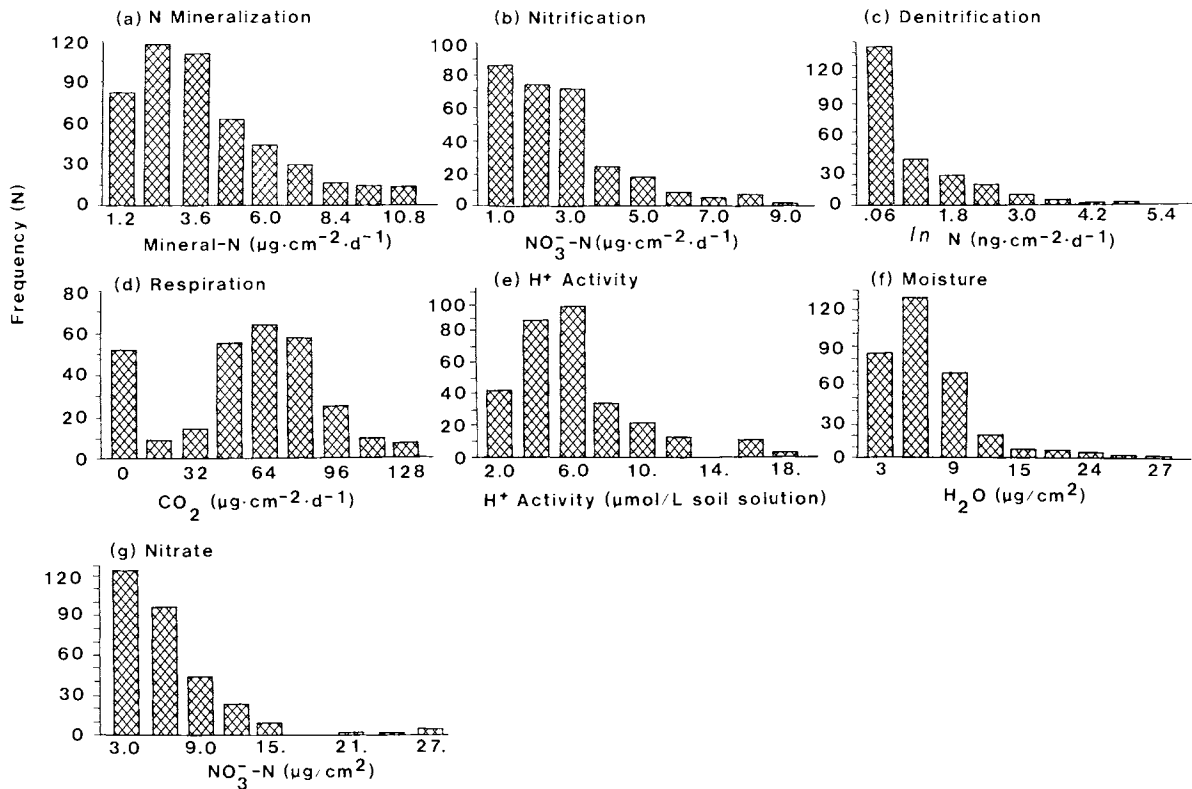 (a) N Mineralization
120
90
60
30
0
1.2 3.6 6.0 8.4 10.8
Mineral-N (µg·cm⁻²·d⁻¹)
(b) Nitrification
100
80
60
40
20
0
1.0 3.0 5.0 7.0 9.0
NO₃⁻-N (µg·cm⁻²·d⁻¹)
(c) Denitrification
120
90
60
30
0
.06 1.8 3.0 4.2 5.4
ln N (ng·cm⁻²·d⁻¹)
Frequency (N)
(d) Respiration
80
60
40
20
0
0 32 64 96 128
CO₂ (µg·cm⁻²·d⁻¹)
(e) H⁺ Activity
100
80
60
40
20
0
2.0 6.0 10. 14. 18.
H⁺ Activity (µmol/L soil solution)
(f) Moisture
120
90
60
30
0
3 9 15 24 27
H₂O (µg/cm²)
(g) Nitrate
120
90
60
30
0
3.0 9.0 15. 21. 27.
NO₃⁻-N (µg/cm²)